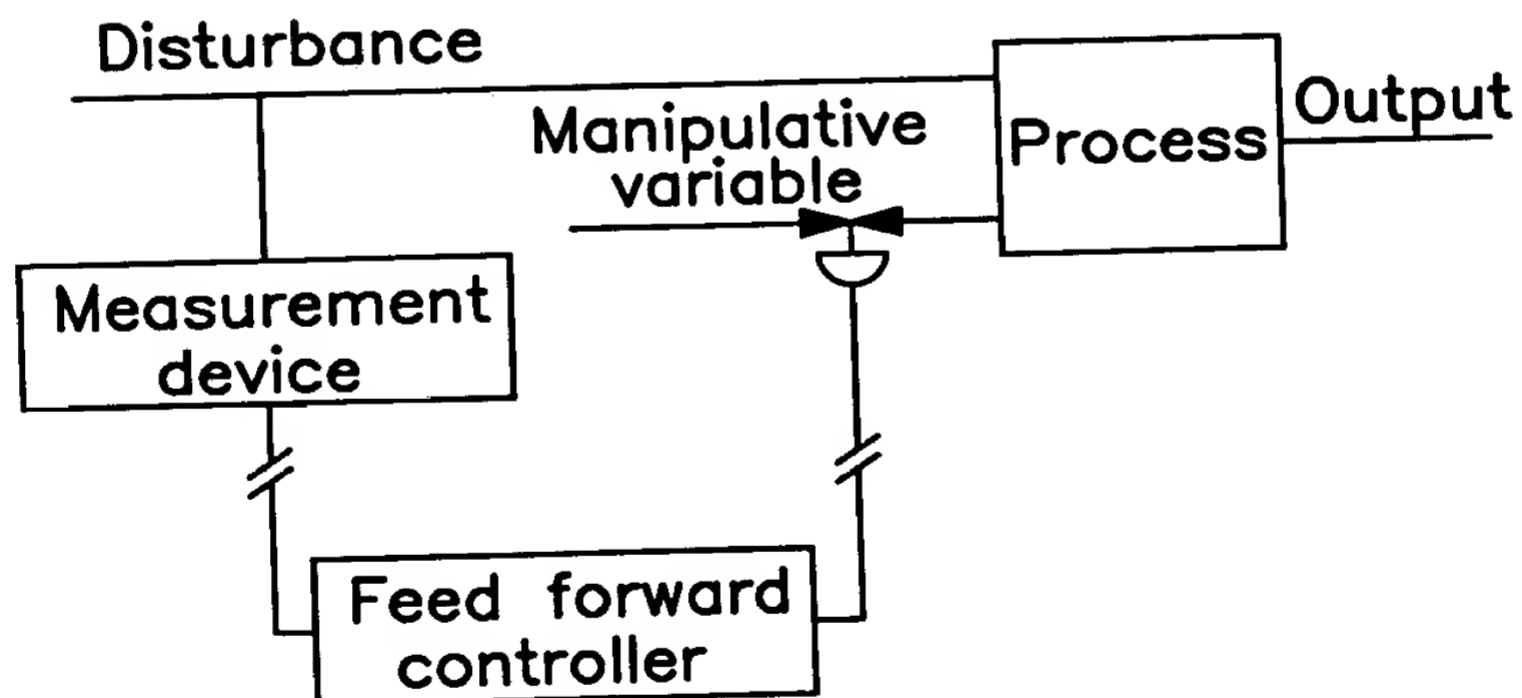 Disturbance
Manipulative
variable
Process
Output
Measurement
device
Feed forward
controller